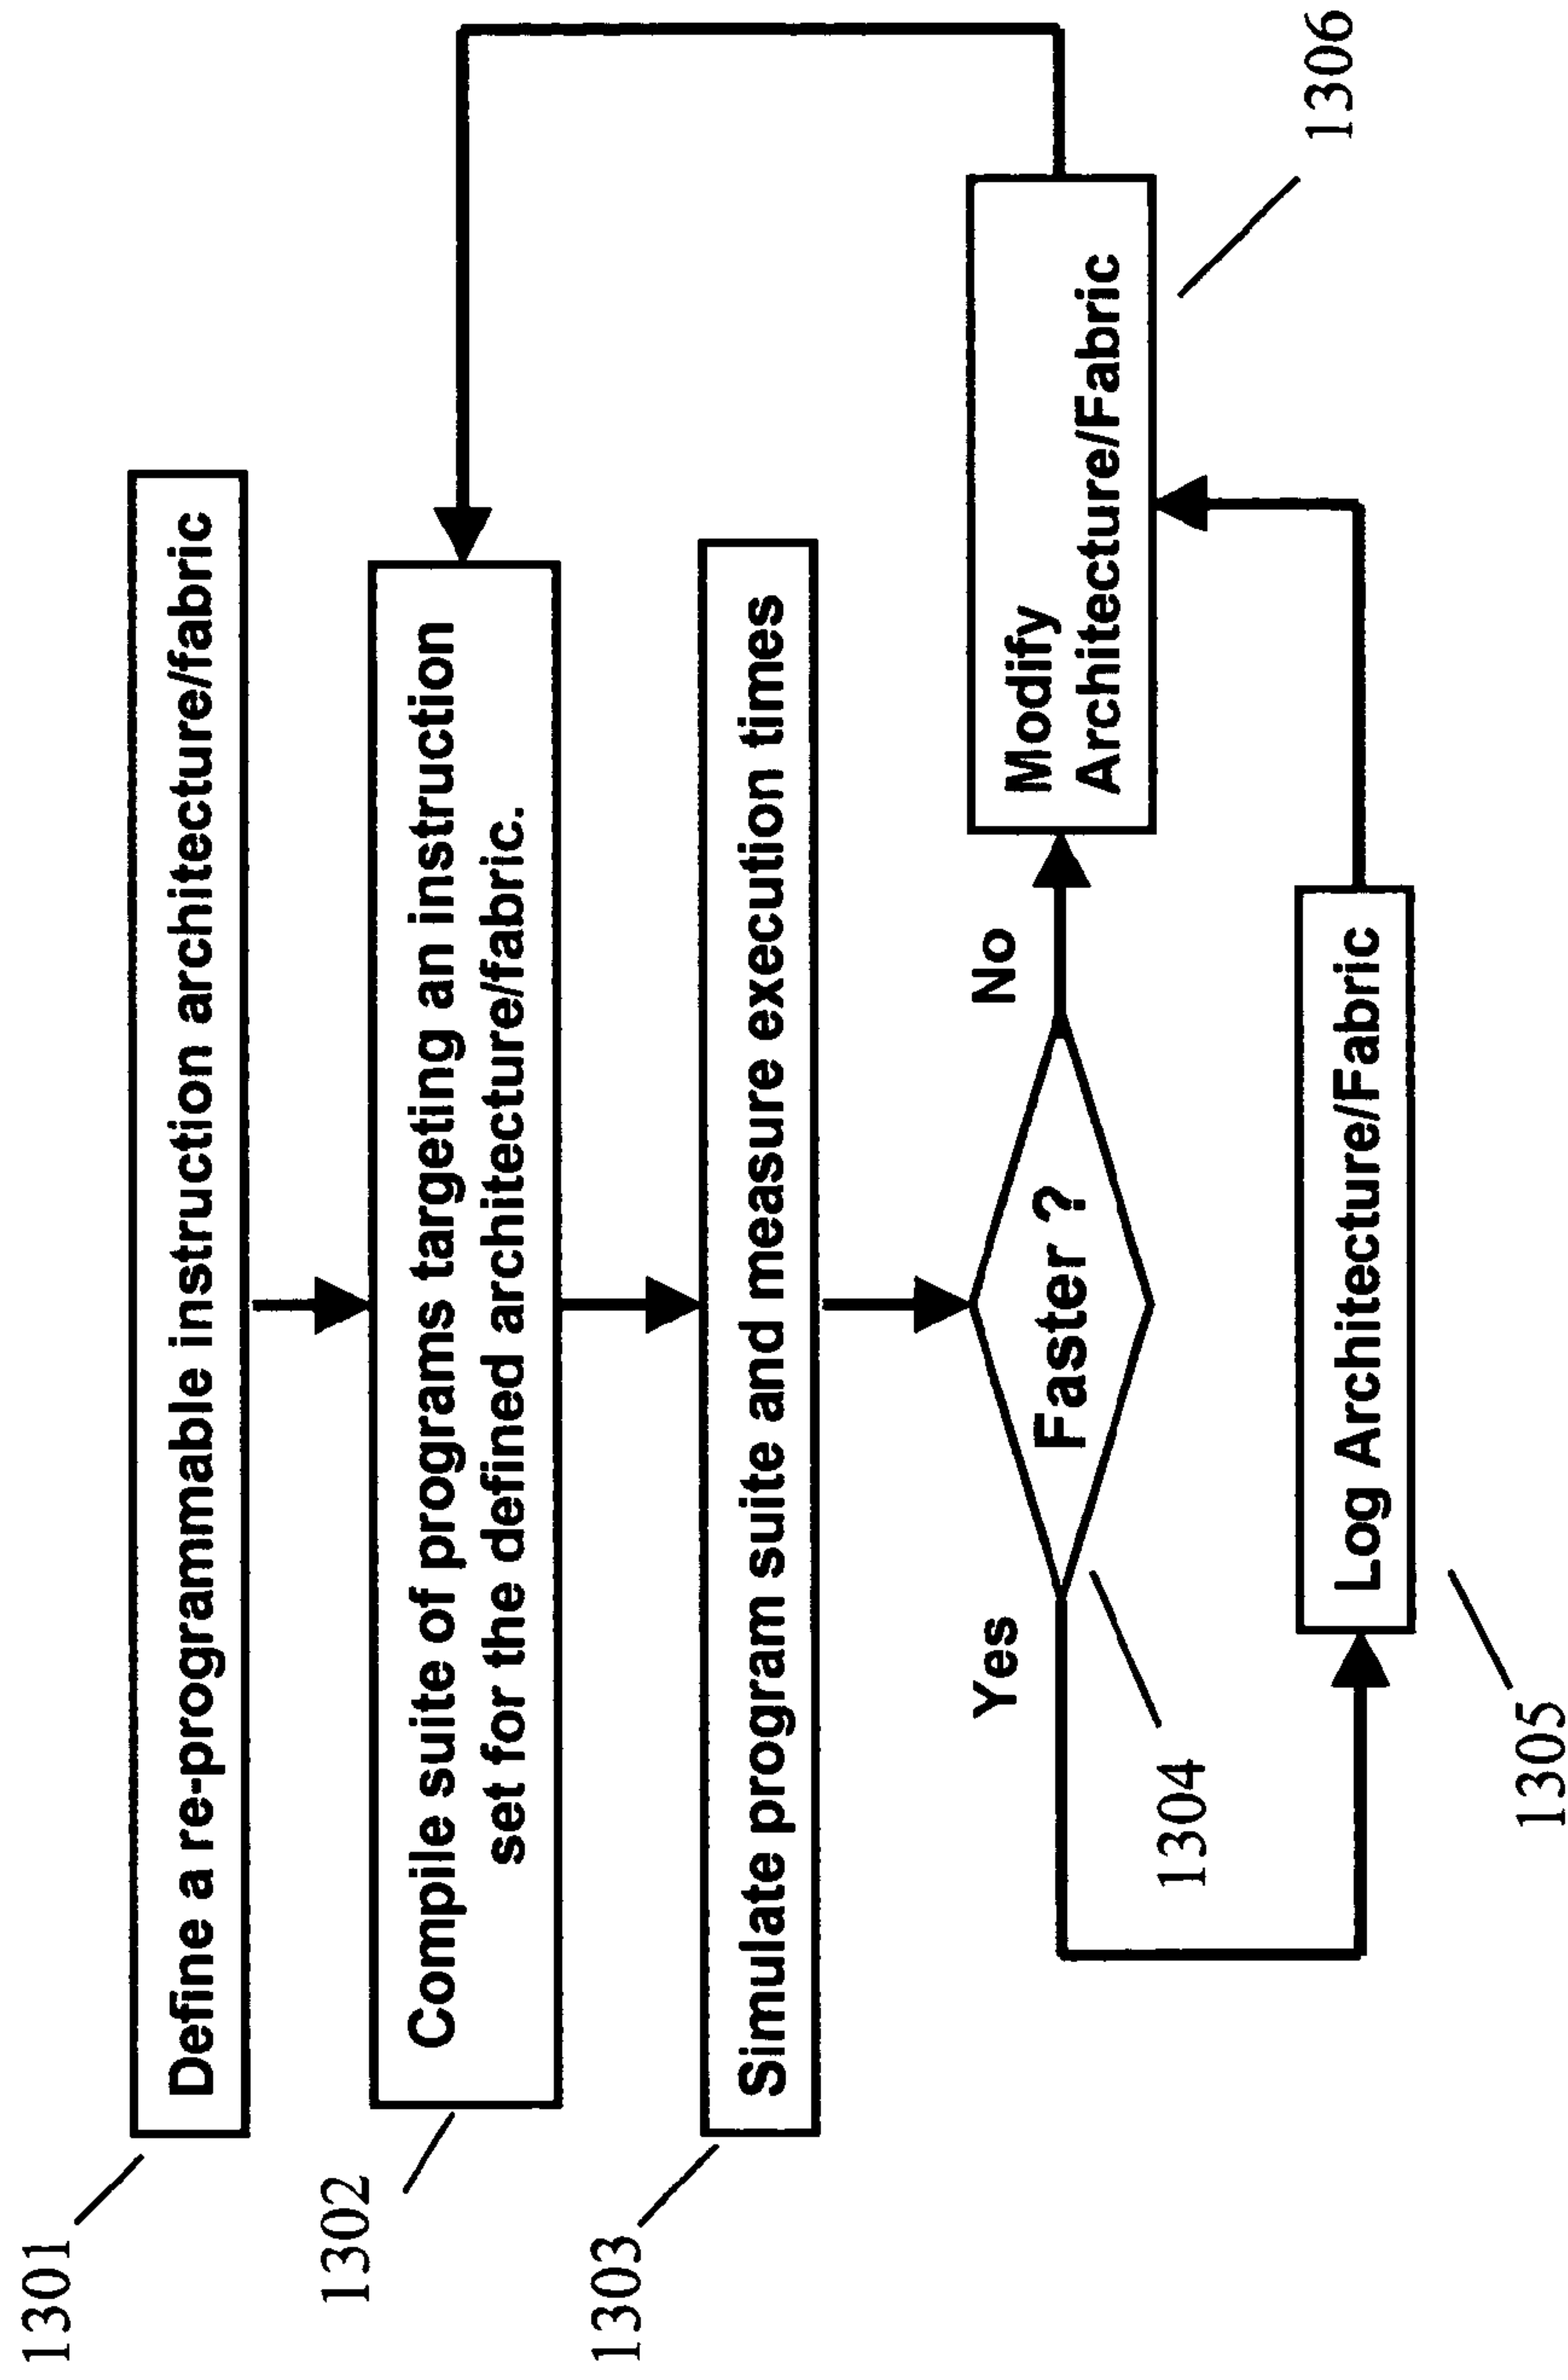 1301
Define a re-programmable instruction architecture/fabric
1302
Compile suite of programs targeting an instruction
set for the defined architecture/fabric.
1303
Simulate program suite and measure execution times
Yes
Faster ?
No
1304
Modify
Architecture/Fabric
1306
Log Architecture/Fabric
1305